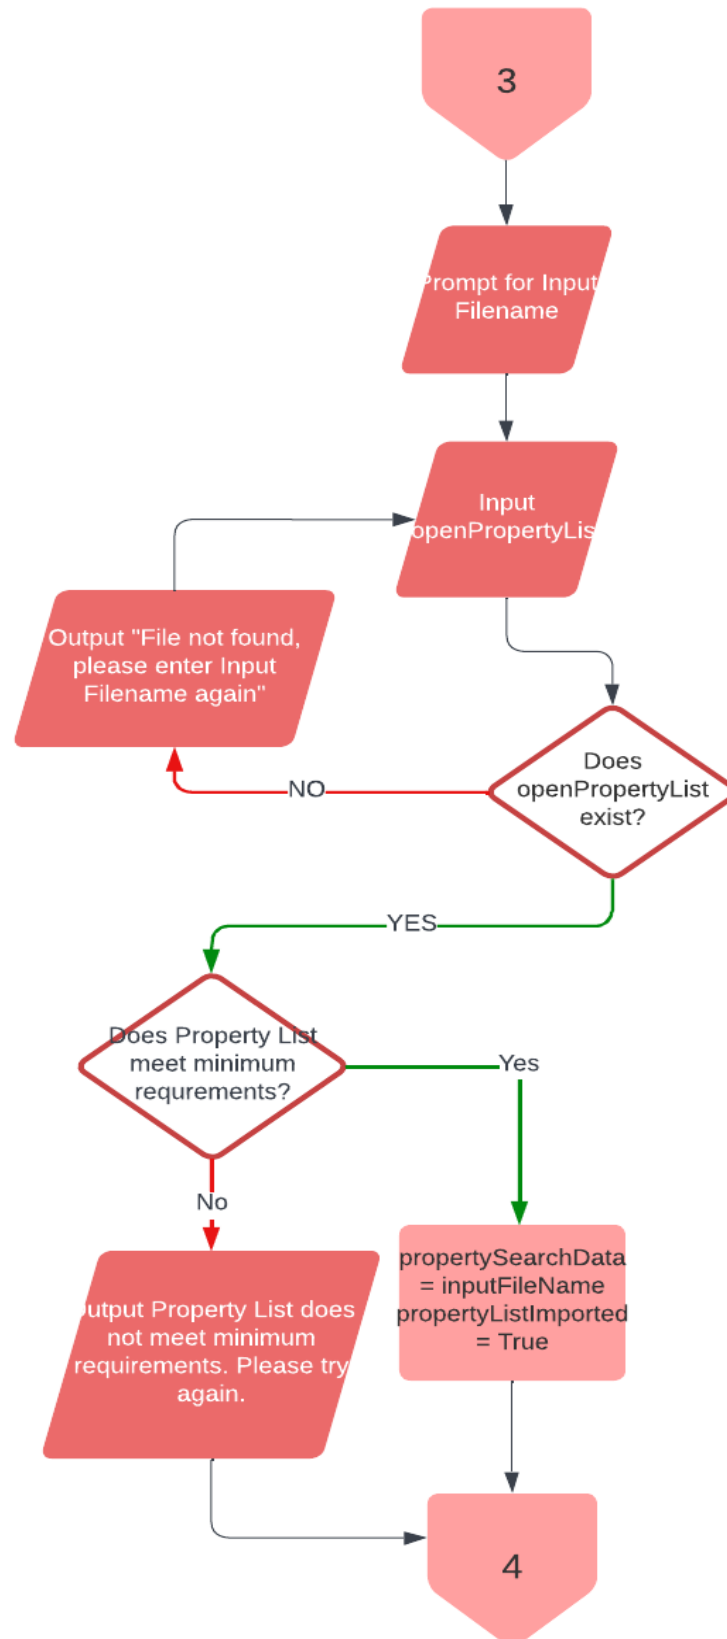 3
Prompt for Input
Filename
Input
openPropertyLis
Output "File not found,
please enter Input
Filename again"
Does
openPropertyList
exist?
NO
YES
Does Property List
meet minimum
requrements?
Yes
No
propertySearchData
= inputFileName
propertyListImported
= True
Output Property List does
not meet minimum
requirements. Please try
again.
4